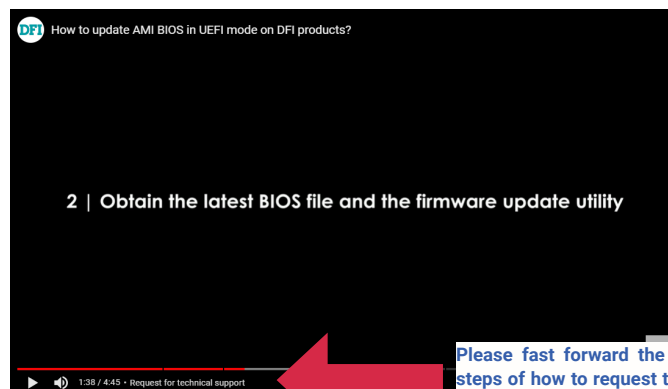 DFI How to update AMI BIOS in UEFI mode on DFI products?
2 | Obtain the latest BIOS file and the firmware update utility
Please fast forward the
steps of how to request t
1:38 / 4:45 • Request for technical support